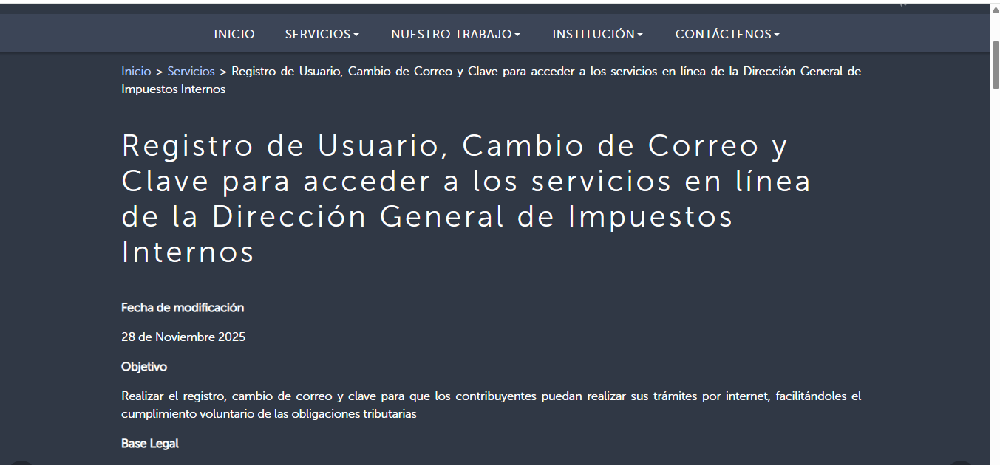 INICIO SERVICIOS NUESTRO TRABAJO INSTITUCIÓN CONTÁCTENOS
Inicio > Servicios > Registro de Usuario, Cambio de Correo y Clave para acceder a los servicios en línea de la Dirección General de
Impuestos Internos
Registro de Usuario, Cambio de Correo y
Clave para acceder a los servicios en línea
de la Dirección General de Impuestos
Internos
Fecha de modificación
28 de Noviembre 2025
Objetivo
Realizar el registro, cambio de correo y clave para que los contribuyentes puedan realizar sus trámites por internet, facilitándoles el
cumplimiento voluntario de las obligaciones tributarias
Base Legal